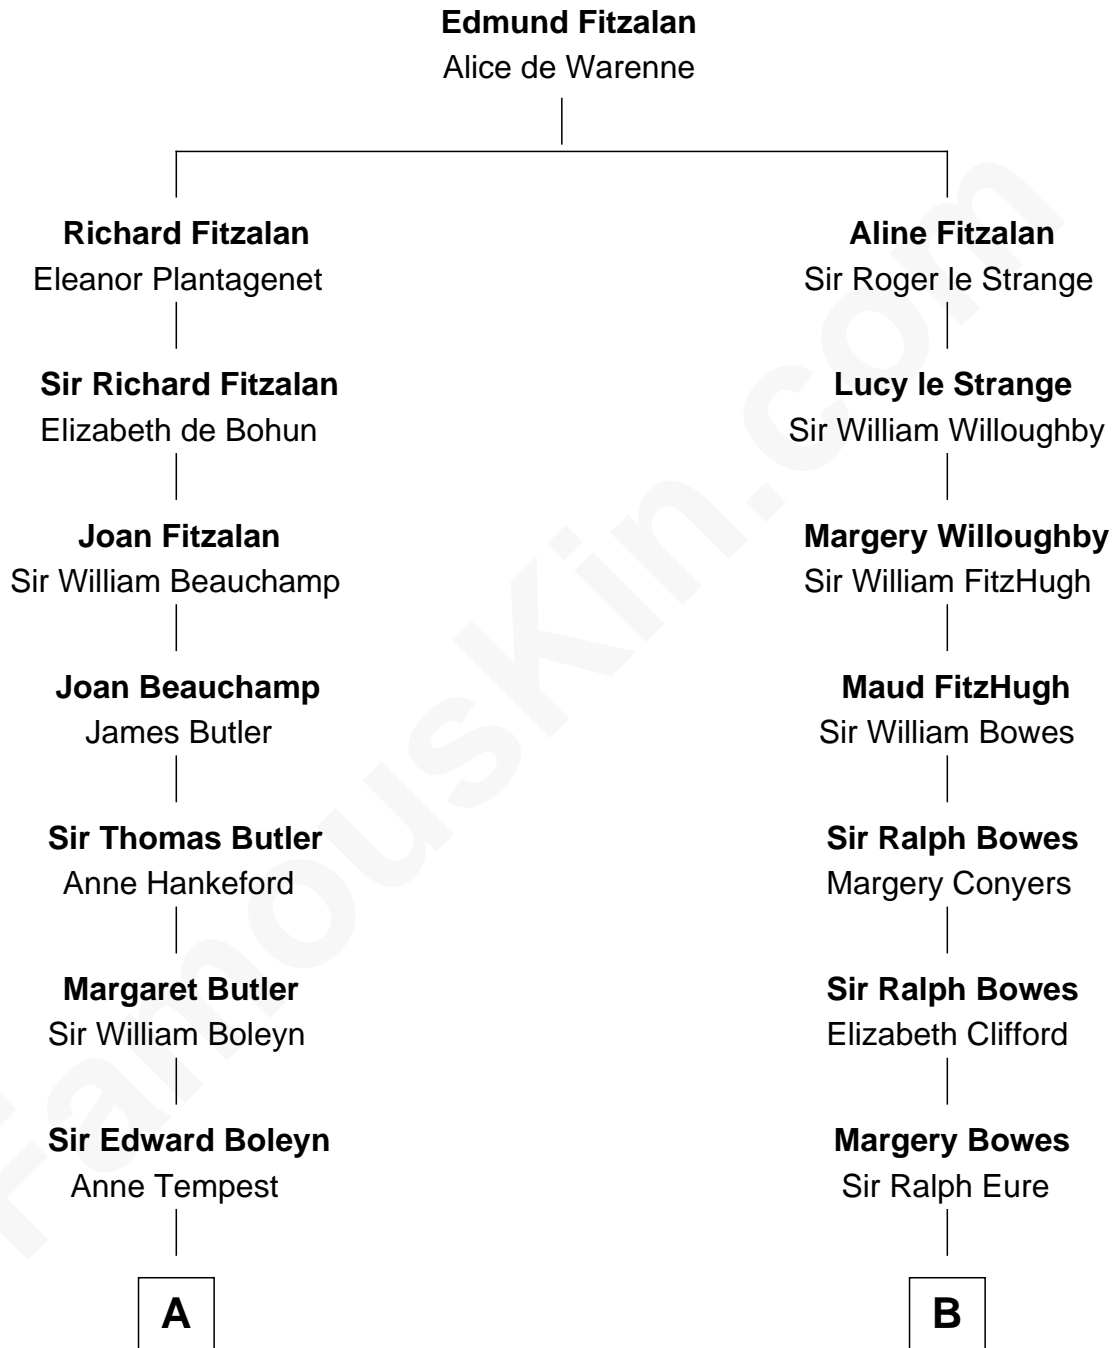 Edmund Fitzalan
Alice de Warenne
Richard Fitzalan
Eleanor Plantagenet
Aline Fitzalan
Sir Roger le Strange
Sir Richard Fitzalan
Elizabeth de Bohun
Lucy le Strange
Sir William Willoughby
Joan Fitzalan
Sir William Beauchamp
Margery Willoughby
Sir William FitzHugh
Joan Beauchamp
James Butler
Maud FitzHugh
Sir William Bowes
Sir Thomas Butler
Anne Hankeford
Sir Ralph Bowes
Margery Conyers
Margaret Butler
Sir William Boleyn
Sir Ralph Bowes
Elizabeth Clifford
Sir Edward Boleyn
Anne Tempest
Margery Bowes
Sir Ralph Eure
A
B
FamousKin.com